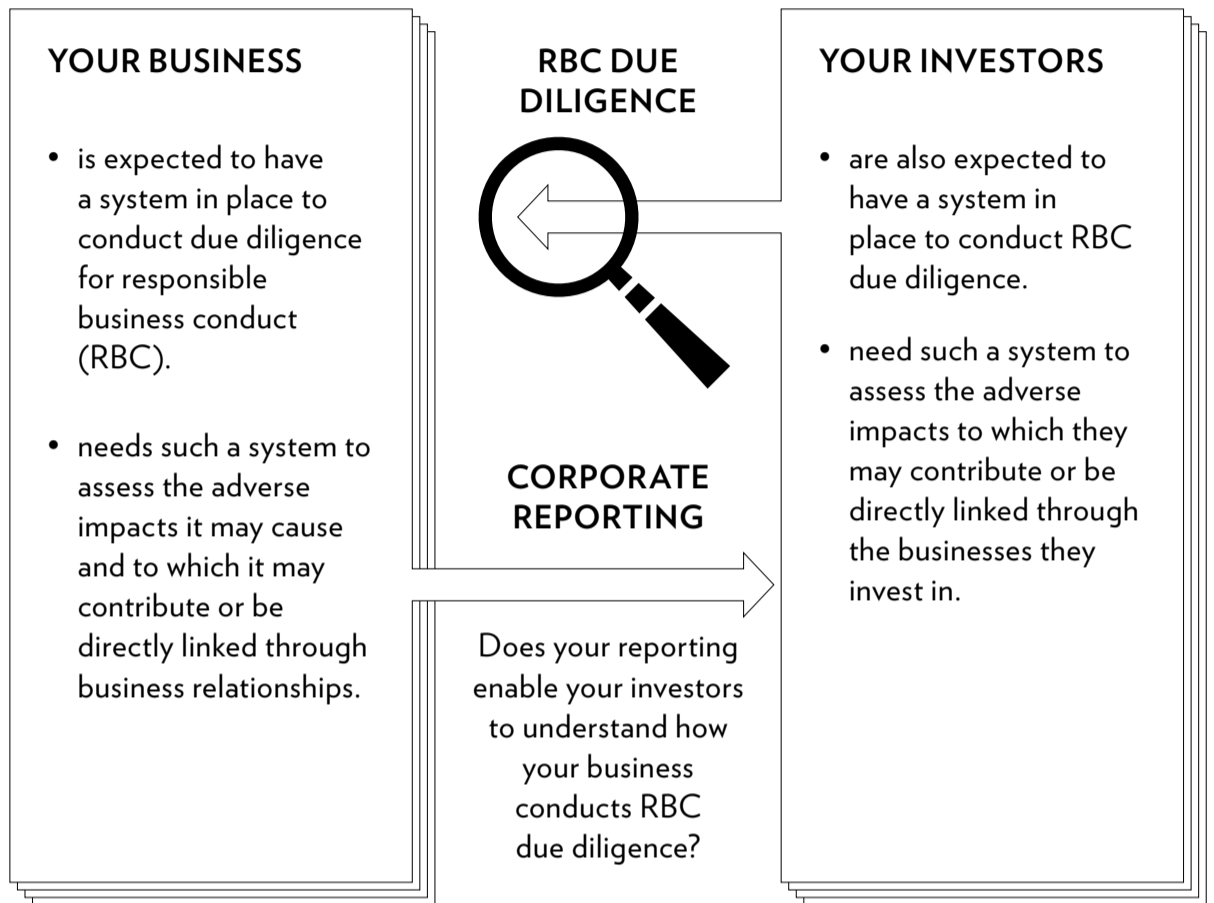 YOUR BUSINESS
• is expected to have
a system in place to
conduct due diligence
for responsible
business conduct
(RBC).
• needs such a system to
assess the adverse
impacts it may cause
and to which it may
contribute or be
directly linked through
business relationships.
RBC DUE
DILIGENCE
CORPORATE
REPORTING
Does your reporting
enable your investors
to understand how
your business
conducts RBC
due diligence?
YOUR INVESTORS
• are also expected to
have a system in
place to conduct RBC
due diligence.
• need such a system to
assess the adverse
impacts to which they
may contribute or be
directly linked through
the businesses they
invest in.